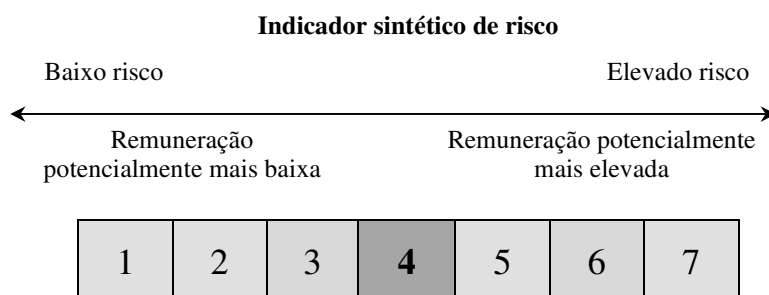 Indicador sintético de risco
Baixo risco Elevado risco
Remuneração Remuneração potencialmente
potencialmente mais baixa mais elevada
1 2 3 4 5 6 7